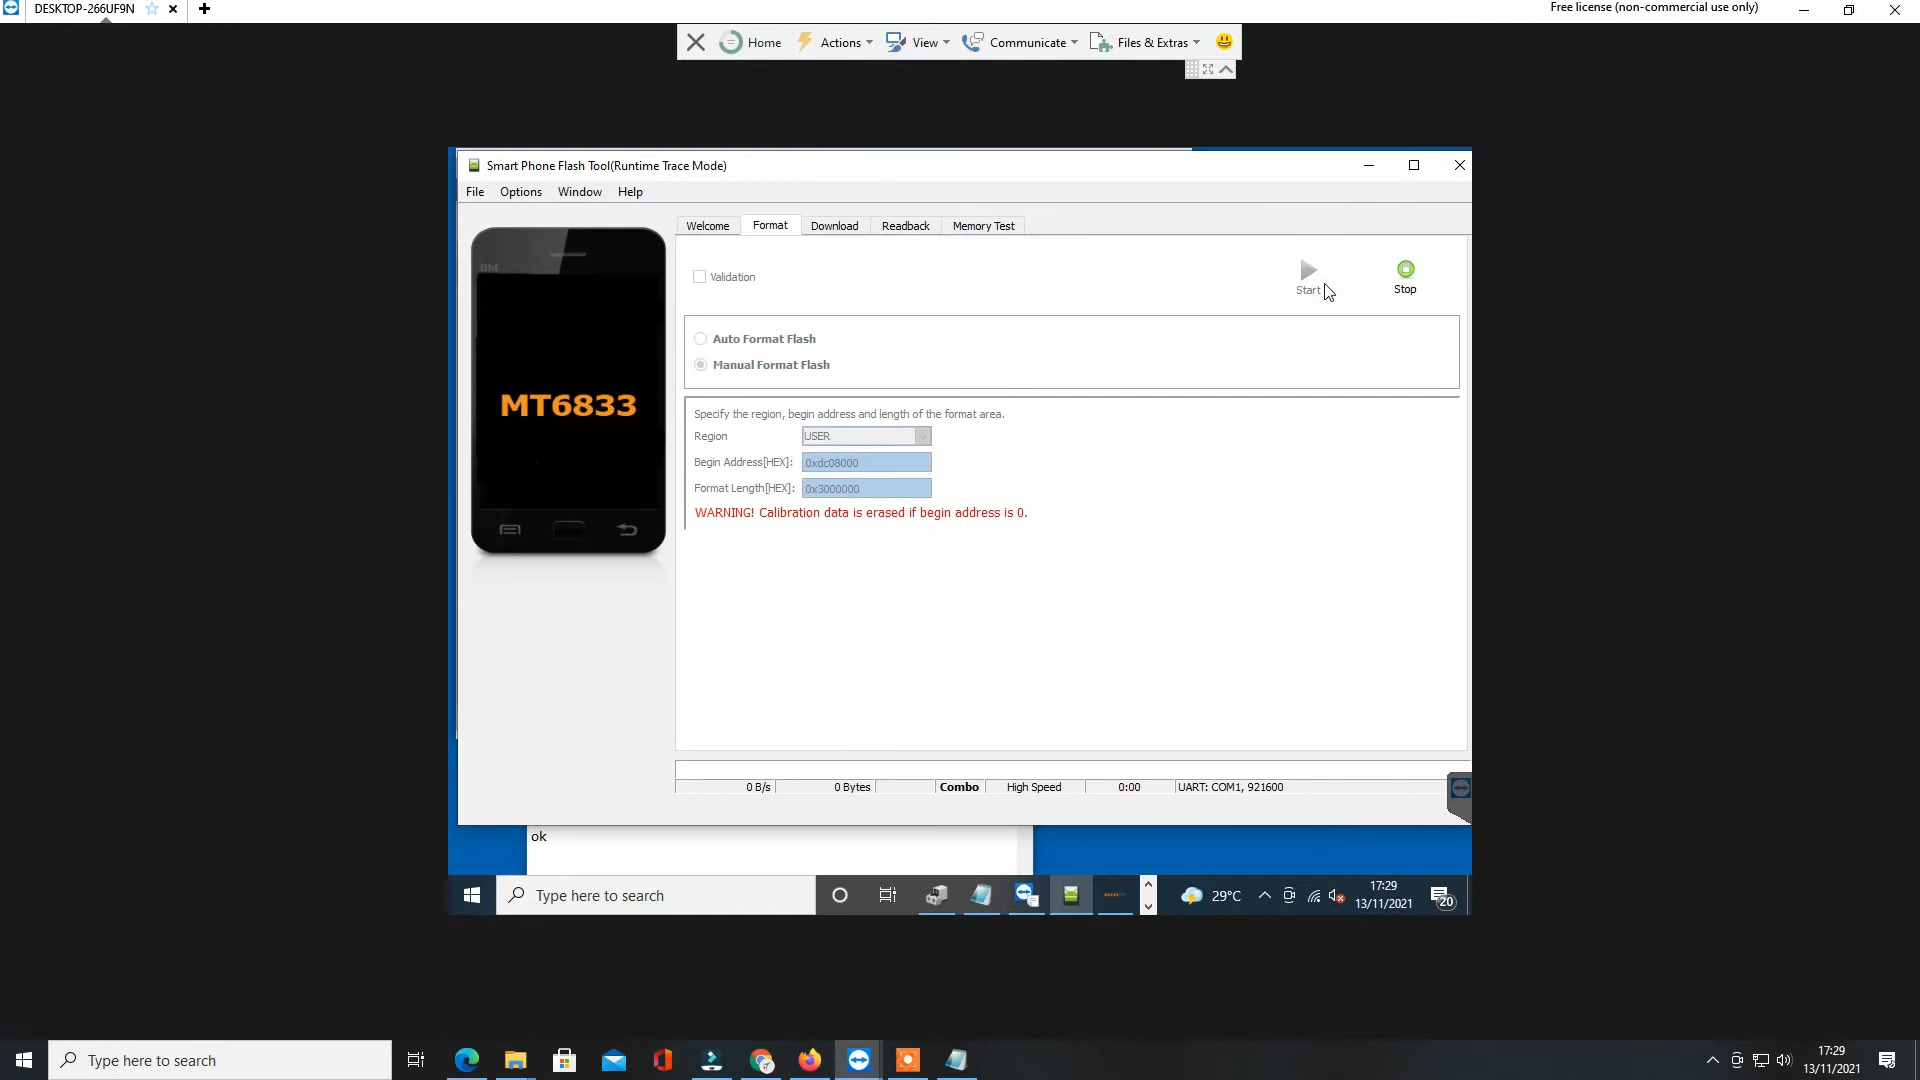 DESKTOP-266UF9N
Free license (non-commercial use only)
Home
Actions
View
Communicate
Files & Extras
Smart Phone Flash Tool(Runtime Trace Mode)
File Options Window Help
Welcome Format Download Readback Memory Test
BM
Validation
Start
Stop
Auto Format Flash
Manual Format Flash
MT6833
Specify the region, begin address and length of the format area.
Region USER
Begin Address[HEX]: 0xdc08000
Format Length[HEX]: 0x3000000
WARNING! Calibration data is erased if begin address is 0.
0 B/s 0 Bytes Combo High Speed 0:00 UART: COM1, 921600
ok
Type here to search
29°C
17:29
13/11/2021
20
Type here to search
17:29
13/11/2021